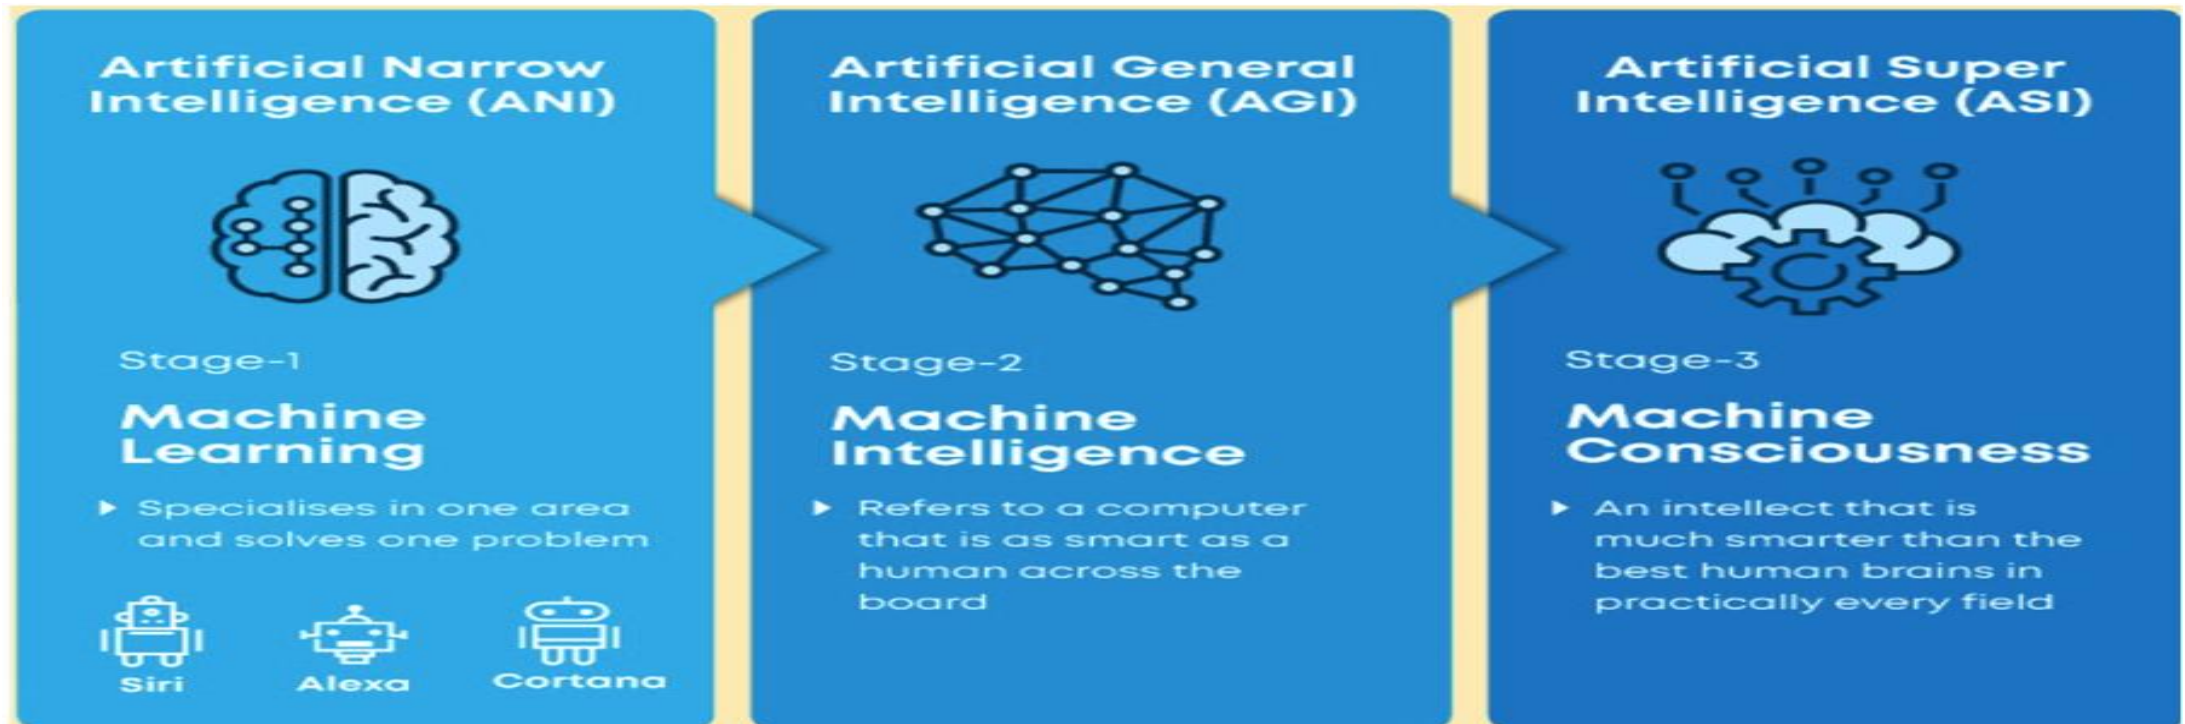 Artificial Narrow
Intelligence (ANI)
Stage-1
Machine
Learning
Specialises in one area
and solves one problem
Siri
Alexa
Cortana
Artificial General
Intelligence (AGI)
Stage-2
Machine
Intelligence
Refers to a computer
that is as smart as a
human across the
board
Artificial Super
Intelligence (ASI)
Stage-3
Machine
Consciousness
An intellect that is
much smarter than the
best human brains in
practically every field